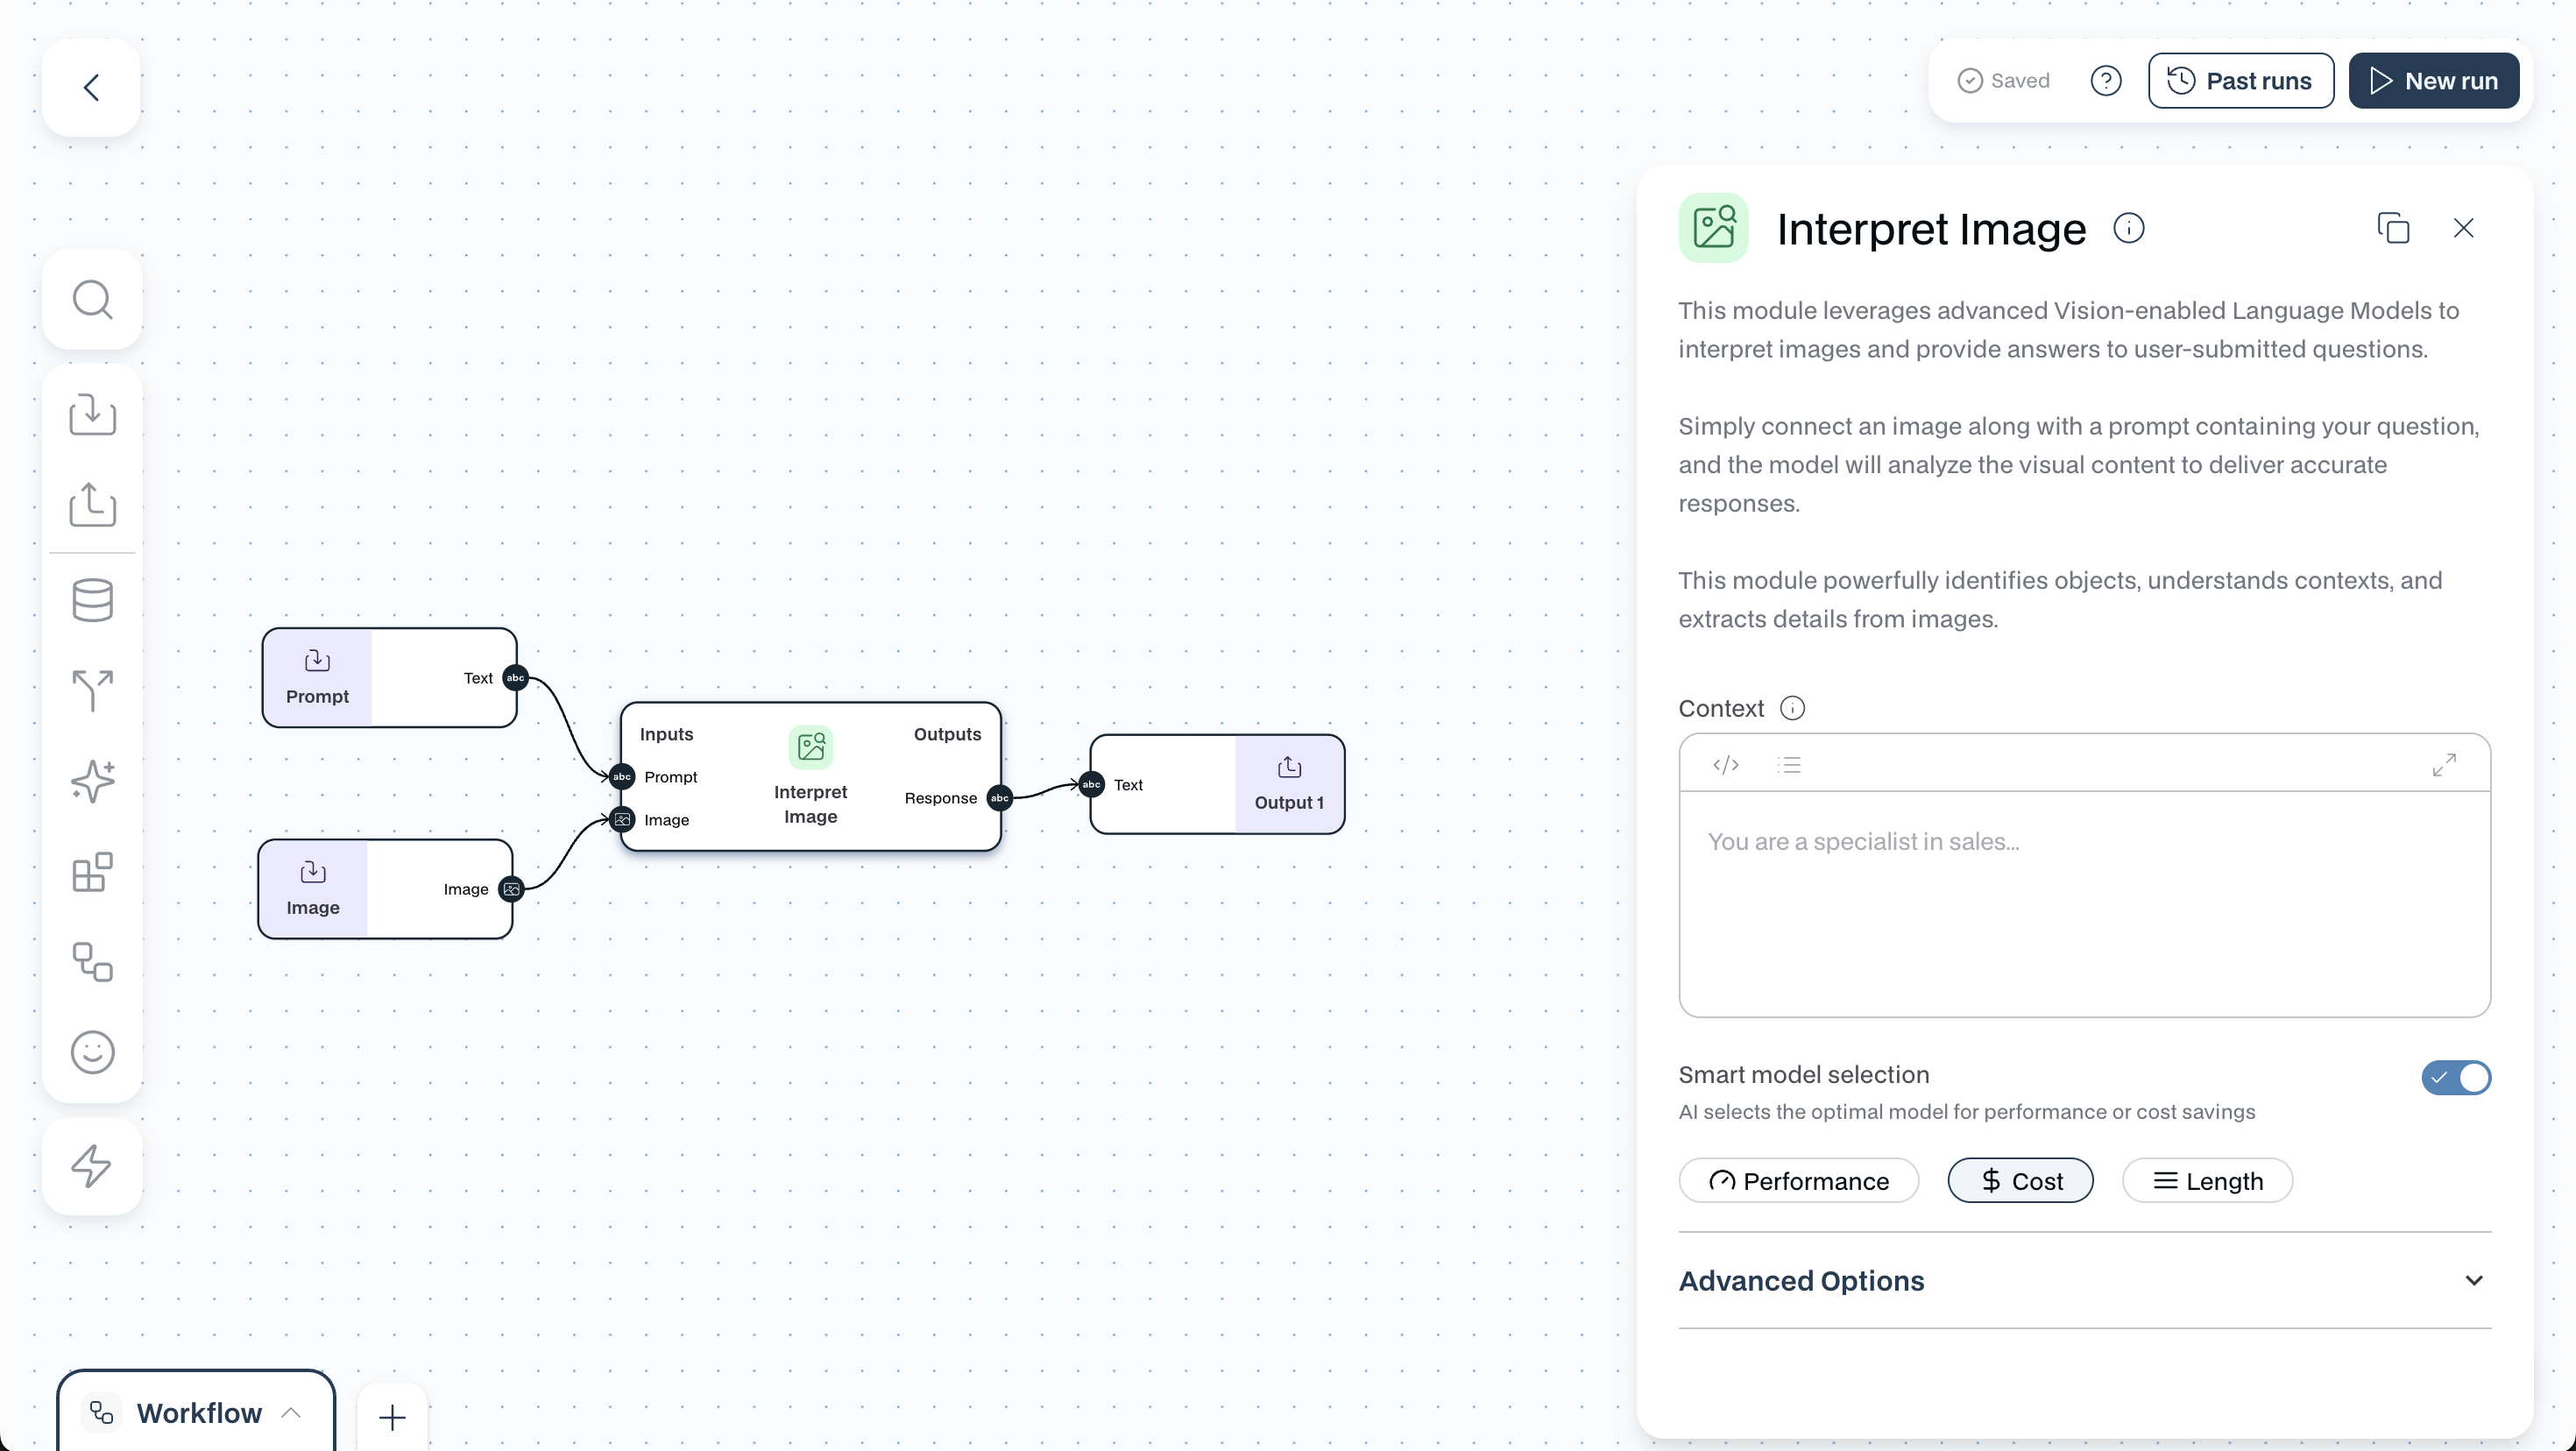 Saved
Past runs
New run
Interpret Image
This module leverages advanced Vision-enabled Language Models to
interpret images and provide answers to user-submitted questions.
Simply connect an image along with a prompt containing your question,
and the model will analyze the visual content to deliver accurate
responses.
This module powerfully identifies objects, understands contexts, and
extracts details from images.
Context
You are a specialist in sales...
Smart model selection
AI selects the optimal model for performance or cost savings
Performance
Cost
Length
Advanced Options
Prompt
Text
abc
Image
Image
Inputs
Outputs
abc
Prompt
Image
Interpret
Image
Response
abc
abc
Text
Output 1
Workflow